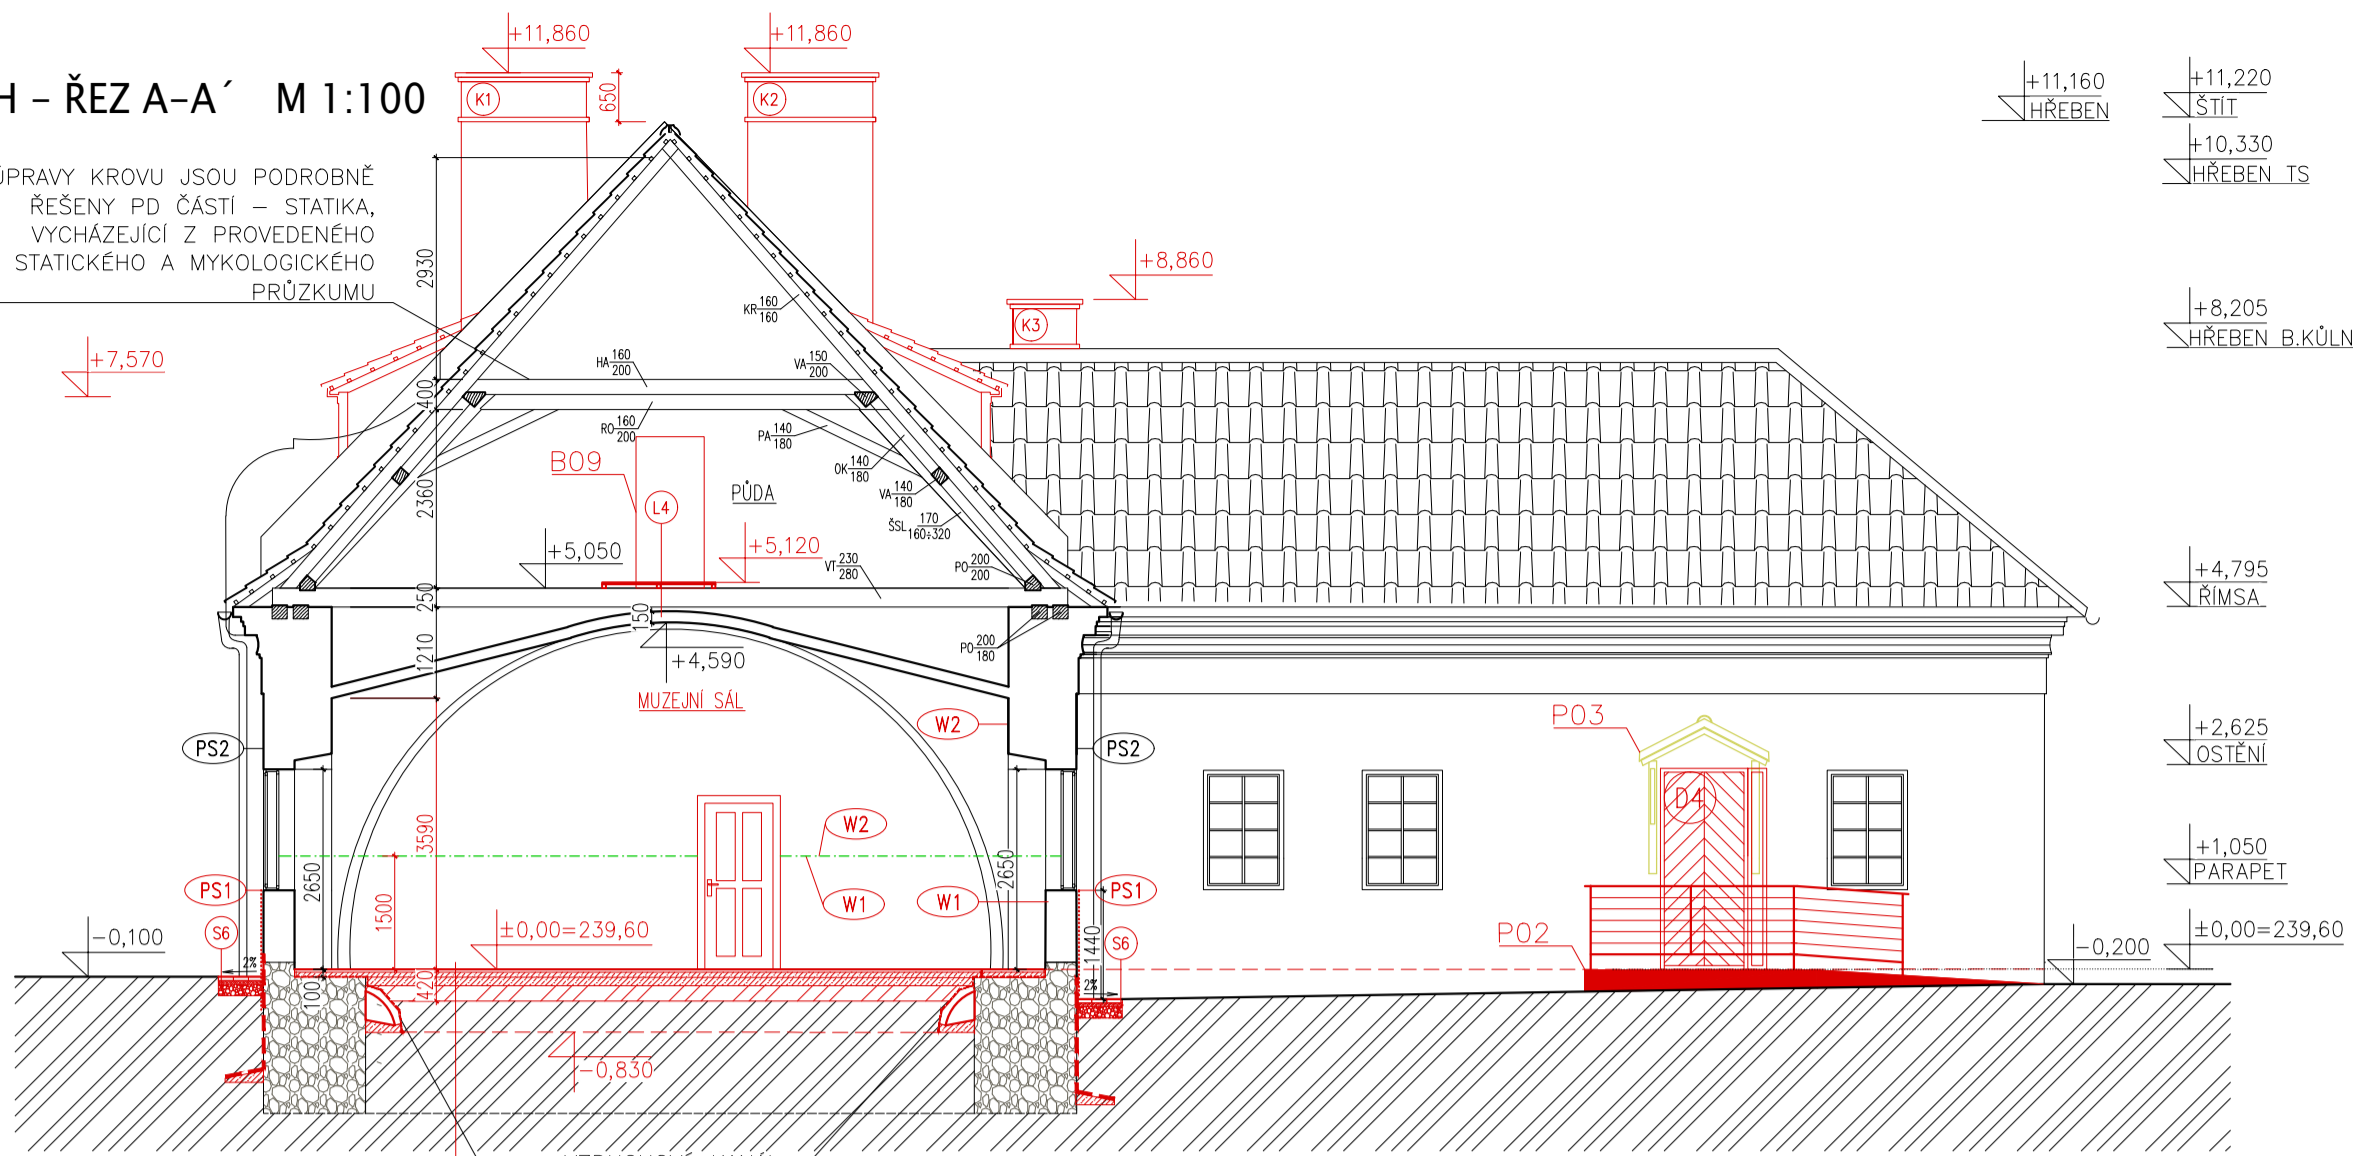 +11,860
+11,860
H – ŘEZ A–A´ M 1:100
K1
650
K2
+11,160
HŘEBEN
+11,220
ŠTÍT
+10,330
HŘEBEN TS
ÚPRAVY KROVU JSOU PODROBNĚ
ŘEŠENY PD ČÁSTÍ – STATIKA,
VYCHÁZEJÍCÍ Z PROVEDENÉHO
STATICKÉHO A MYKOLOGICKÉHO
PRŮZKUMU
2930
KR 160
160
+8,860
K3
+8,205
HŘEBEN B.KŮLN
+7,570
HA 160
200
VA 150
200
400
RO 160
200
PA 140
180
OK 140
180
VA 140
180
ŠSL 170
160÷320
B09
L4
PŮDA
2360
+5,050
+5,120
VT 230
280
PO 200
200
+4,795
ŘÍMSA
250
150
1210
+4,590
PO 200
180
MUZEJNÍ SÁL
W2
PS2
PS2
P03
+2,625
OSTĚNÍ
D4
3590
W2
2650
2650
+1,050
PARAPET
PS1
1500
W1
W1
PS1
-0,100
S6
2%
±0,00=239,60
1440
S6
2%
P02
-0,200
±0,00=239,60
100
420
-0,830